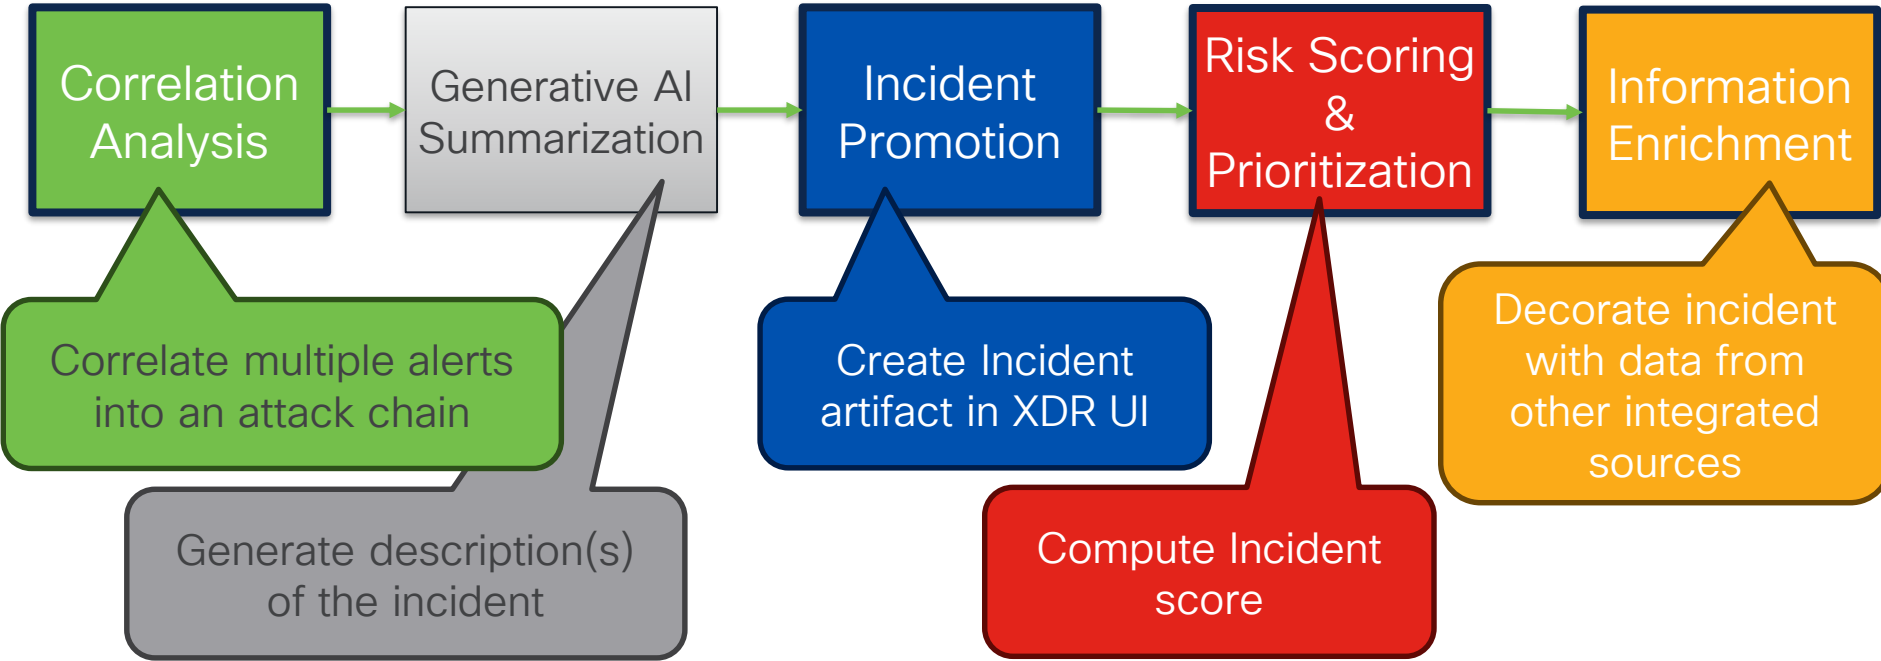 Correlation
Analysis
Generative AI
Summarization
Incident
Promotion
Risk Scoring
&
Prioritization
Information
Enrichment
Correlate multiple alerts
into an attack chain
Generate description(s)
of the incident
Create Incident
artifact in XDR UI
Compute Incident
score
Decorate incident
with data from
other integrated
sources